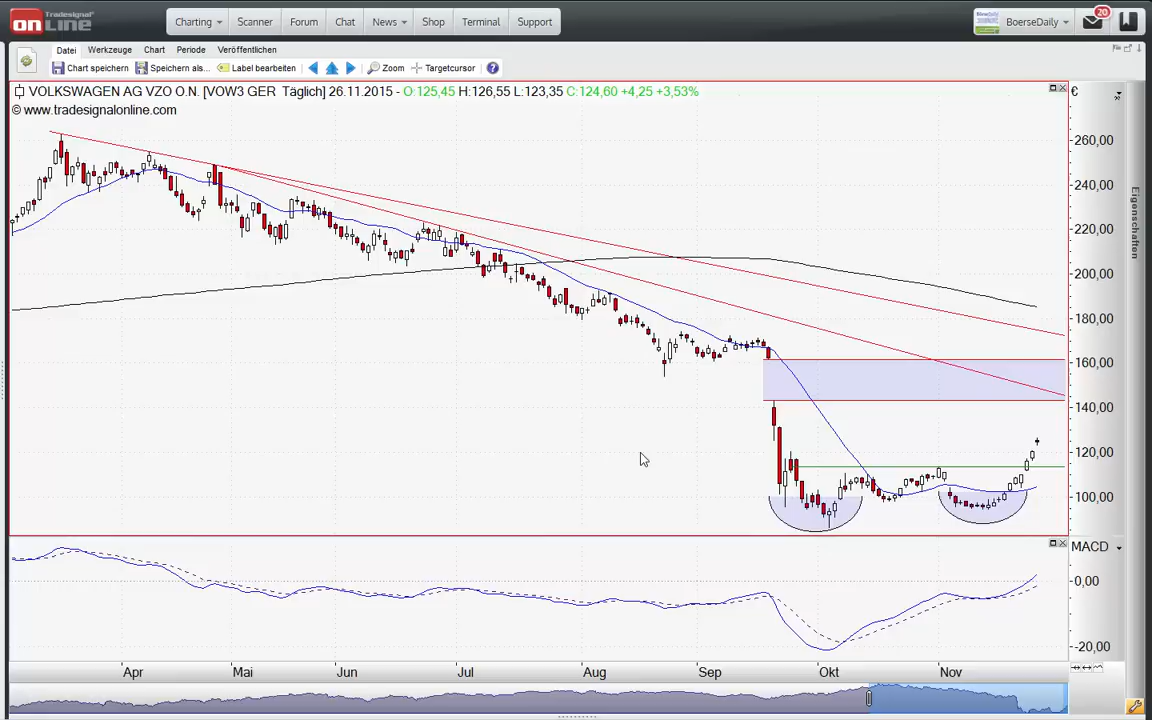 Tradesignal®
onLine
Charting
Scanner
Forum
Chat
News
Shop
Terminal
Support
BoerseDaily
20
Datei
Werkzeuge
Chart
Periode
Veröffentlichen
Chart speichern
Speichern als...
Label bearbeiten
Zoom
Targetcursor
VOLKSWAGEN AG VZO O.N. [VOW3 GER Täglich] 26.11.2015 - O:125,45 H:126,55 L:123,35 C:124,60 +4,25 +3,53%
© www.tradesignalonline.com
€
260,00
240,00
220,00
200,00
180,00
160,00
140,00
120,00
100,00
Eigenschaften
MACD
0,00
-20,00
Apr
Mai
Jun
Jul
Aug
Sep
Okt
Nov